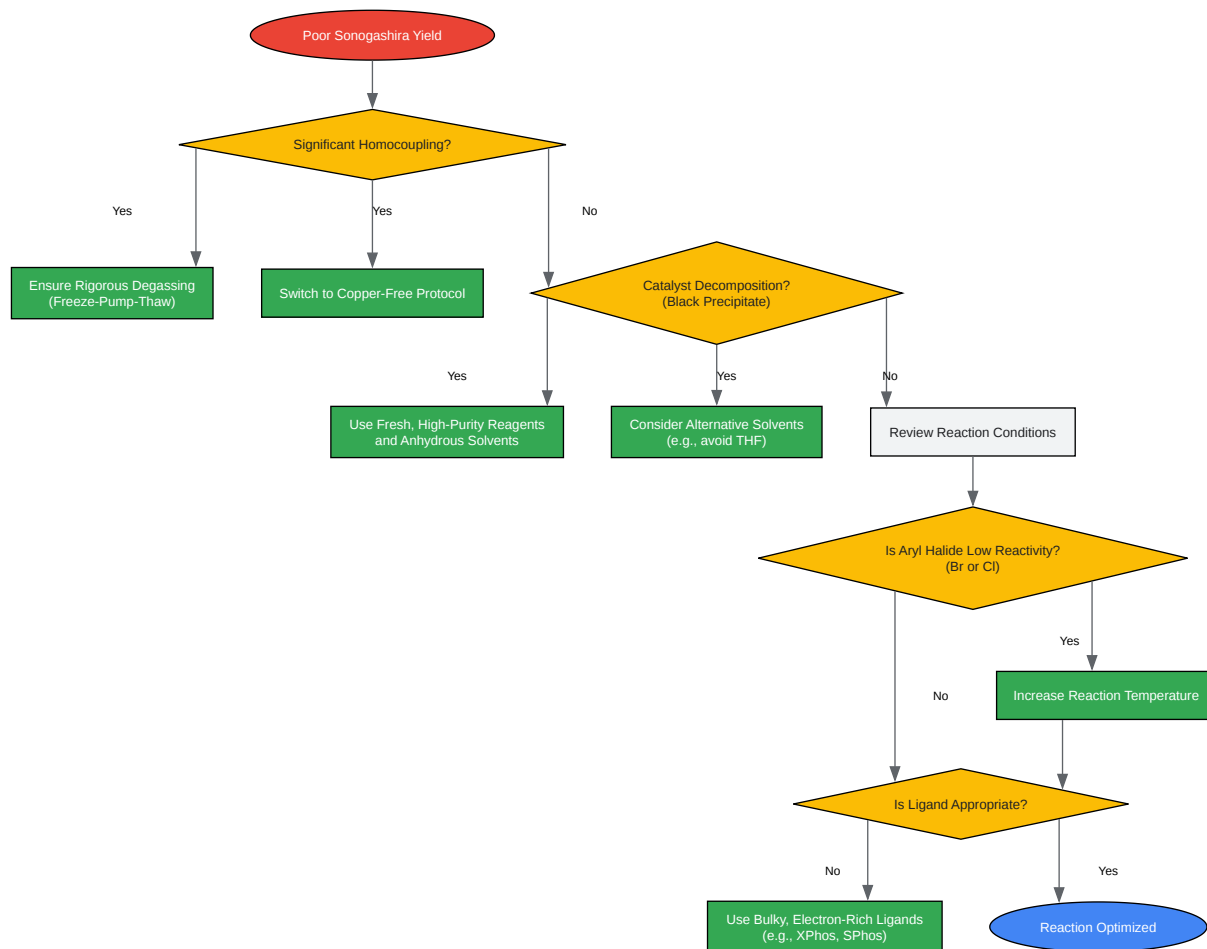 Poor Sonogashira Yield
Significant Homocoupling?
Yes
Yes
No
Ensure Rigorous Degassing
(Freeze-Pump-Thaw)
Switch to Copper-Free Protocol
Catalyst Decomposition?
(Black Precipitate)
Yes
Yes
No
Use Fresh, High-Purity Reagents
and Anhydrous Solvents
Consider Alternative Solvents
(e.g., avoid THF)
Review Reaction Conditions
Is Aryl Halide Low Reactivity?
(Br or Cl)
Yes
No
Increase Reaction Temperature
Is Ligand Appropriate?
No
Yes
Use Bulky, Electron-Rich Ligands
(e.g., XPhos, SPhos)
Reaction Optimized